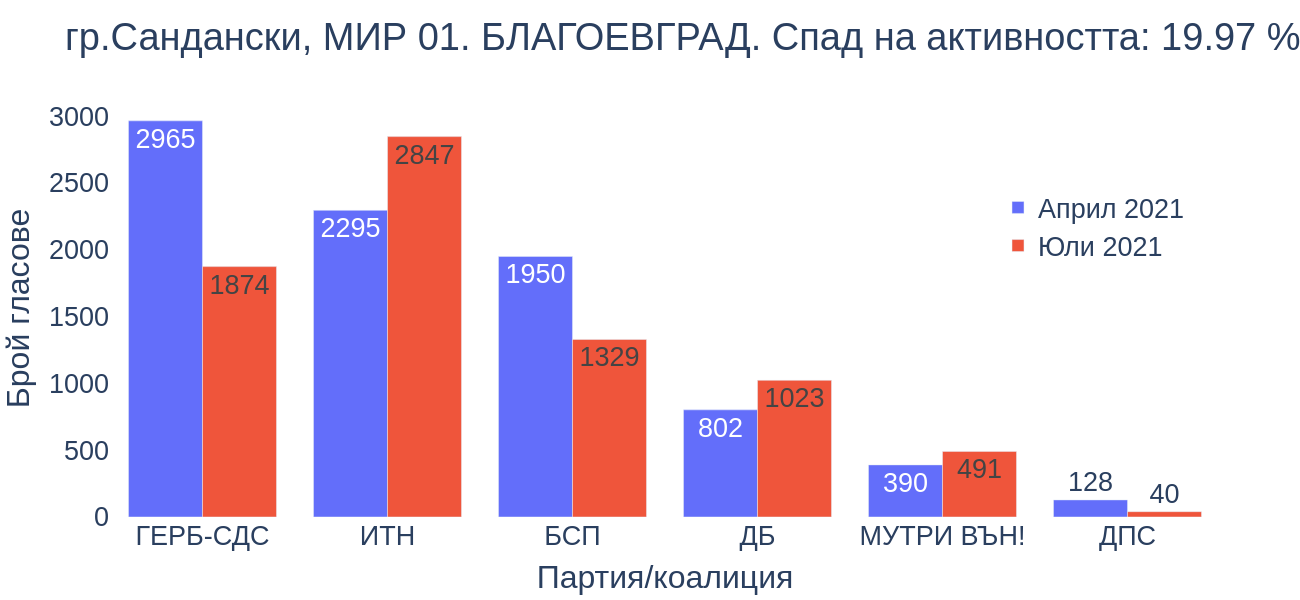 гр.Сандански, МИР 01. БЛАГОЕВГРАД. Спад на активността: 19.97 %
Брой гласове
3000
2500
2000
1500
1000
500
0
2965
1874
2295
2847
1950
1329
802
1023
390
491
128
40
Април 2021
Юли 2021
ГЕРБ-СДС
ИТН
БСП
ДБ
МУТРИ ВЪН!
ДПС
Партия/коалиция